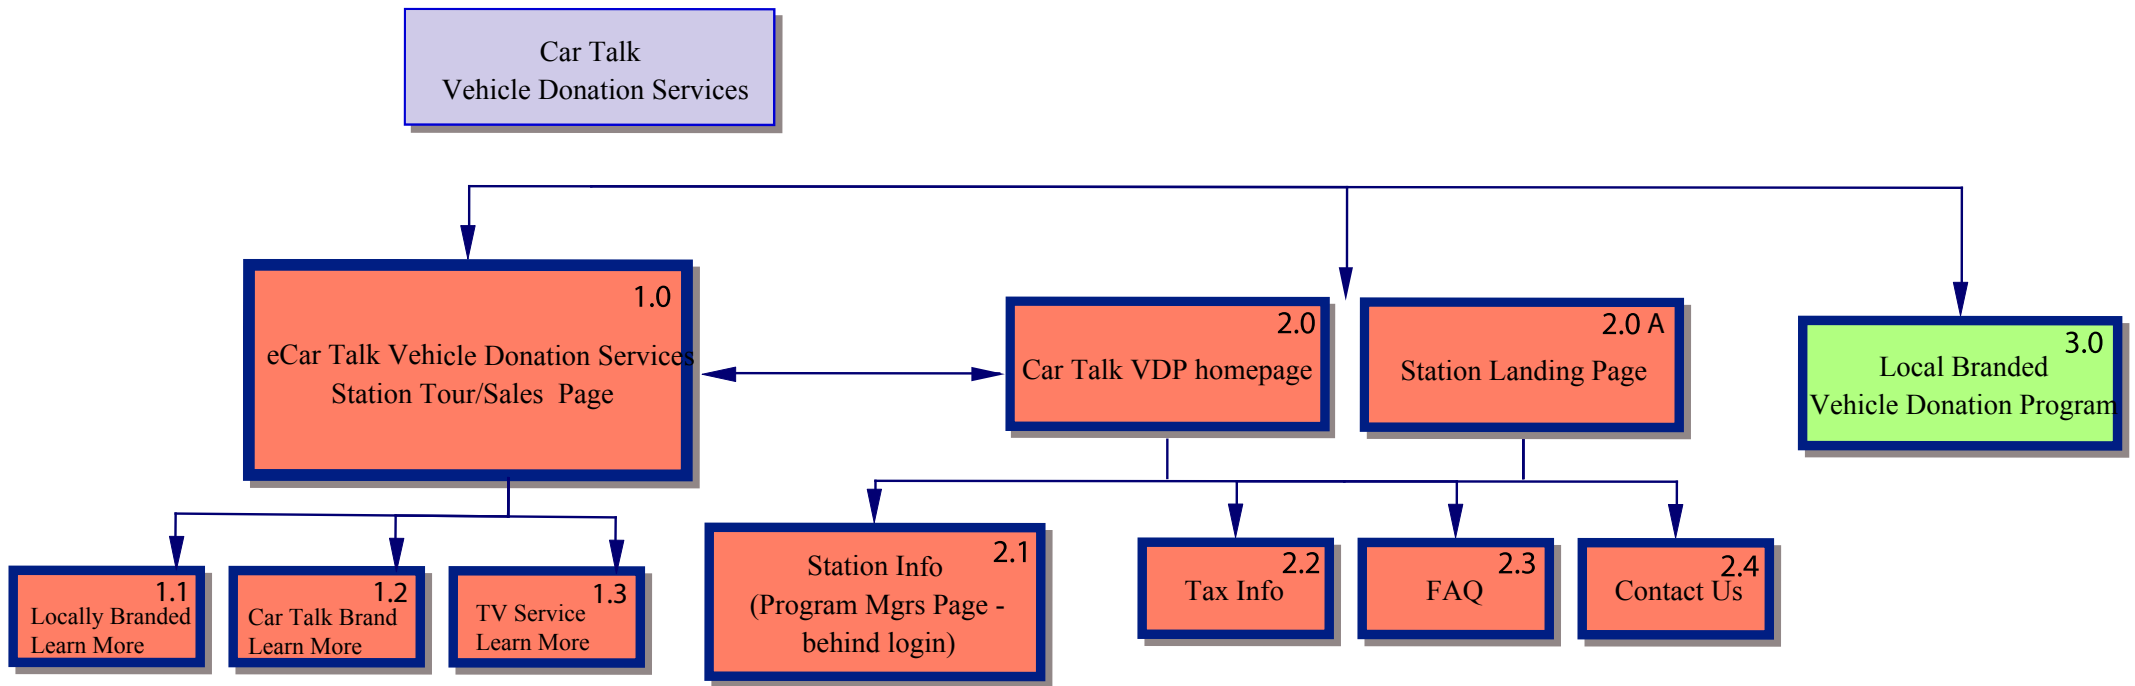 Car Talk
Vehicle Donation Services
1.0
eCar Talk Vehicle Donation Services
Station Tour/Sales  Page
2.0
Car Talk VDP homepage
2.0 A
Station Landing Page
3.0
Local Branded
Vehicle Donation Program
1.1
Locally Branded
Learn More
1.2
Car Talk Brand
Learn More
1.3
TV Service
Learn More
2.1
Station Info
(Program Mgrs Page -
behind login)
2.2
Tax Info
2.3
FAQ
2.4
Contact Us